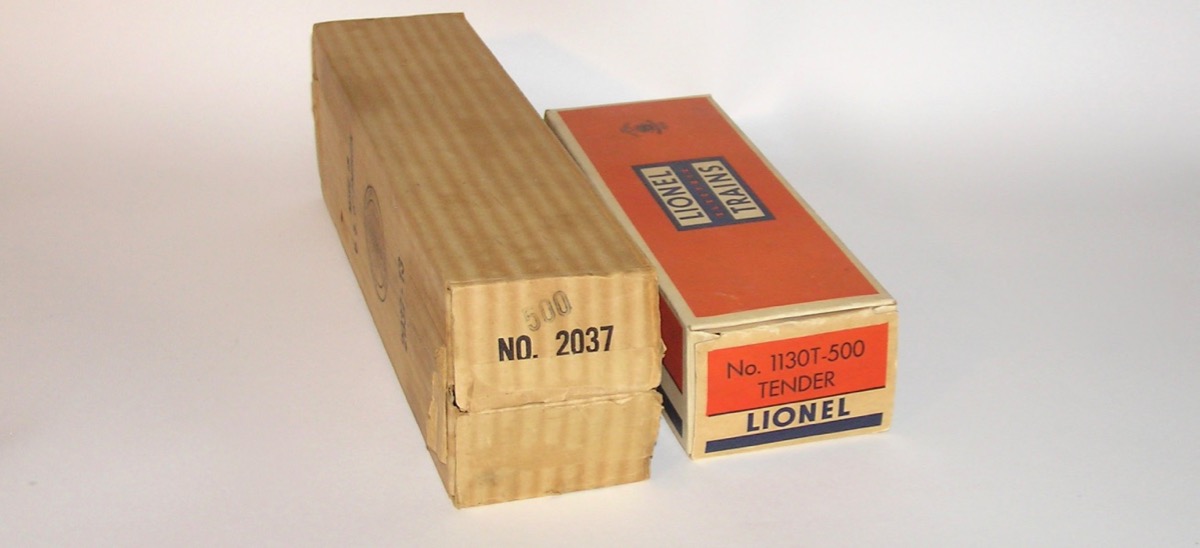 500
NO. 2037
LIONEL
TRAINS
No. 1130T-500
TENDER
LIONEL